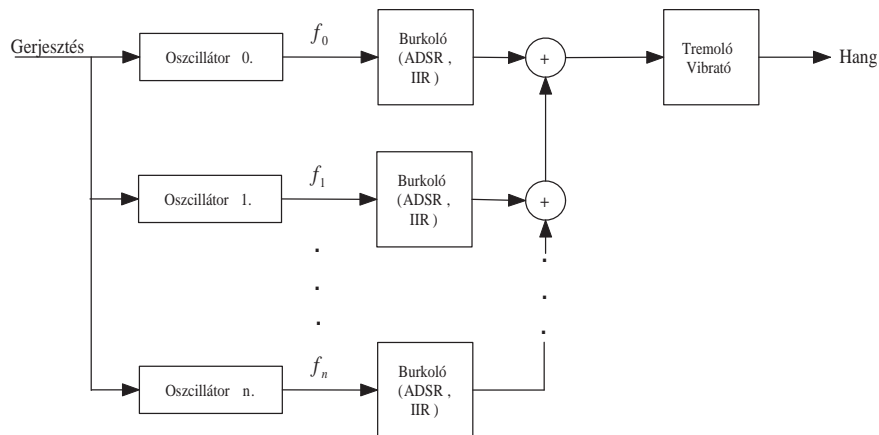 Gerjesztés
Oszcillátor 0.
f0
Burkoló
(ADSR ,
IIR )
+
Tremoló
Vibrató
Hang
Oszcillátor 1.
f1
Burkoló
(ADSR ,
IIR )
+
Oszcillátor n.
fn
Burkoló
(ADSR ,
IIR )